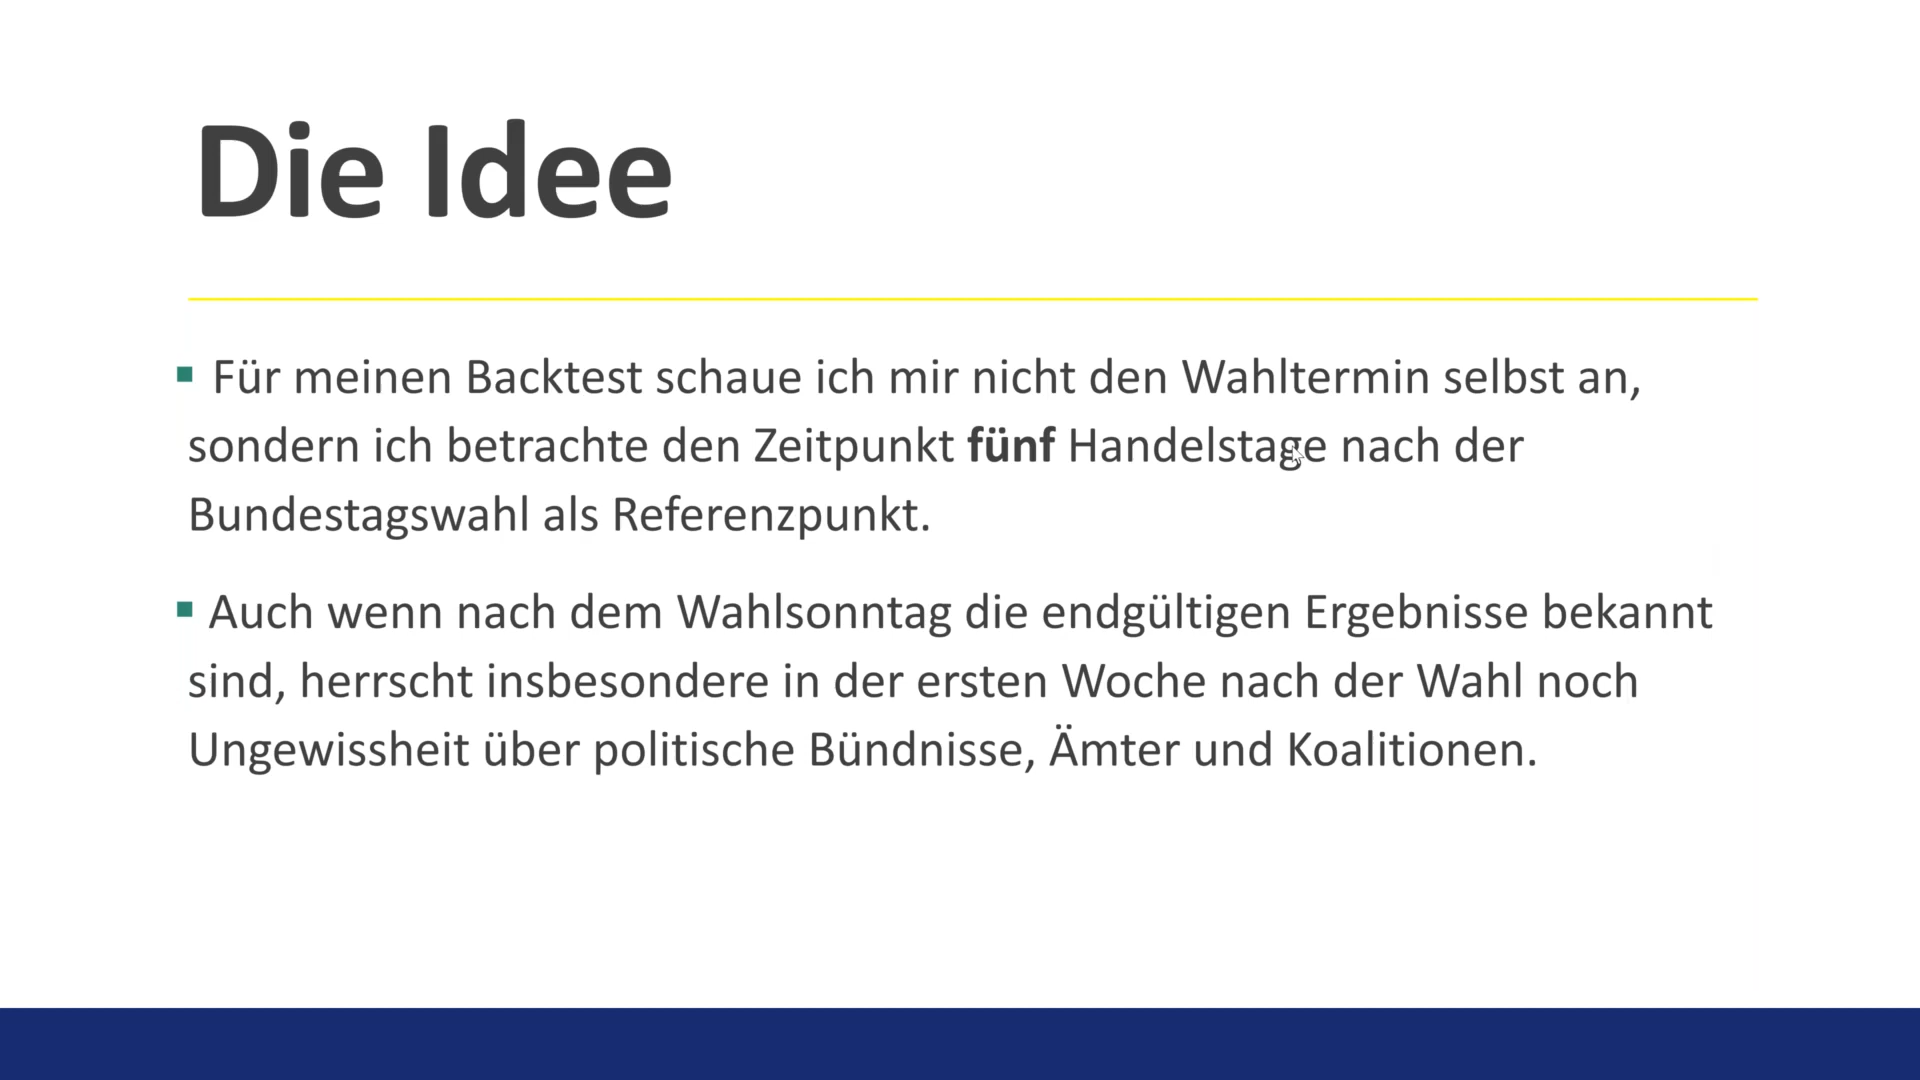 Die Idee
▪ Für meinen Backtest schaue ich mir nicht den Wahltermin selbst an,
sondern ich betrachte den Zeitpunkt fünf Handelstage nach der
Bundestagswahl als Referenzpunkt.
▪ Auch wenn nach dem Wahlsonntag die endgültigen Ergebnisse bekannt
sind, herrscht insbesondere in der ersten Woche nach der Wahl noch
Ungewissheit über politische Bündnisse, Ämter und Koalitionen.